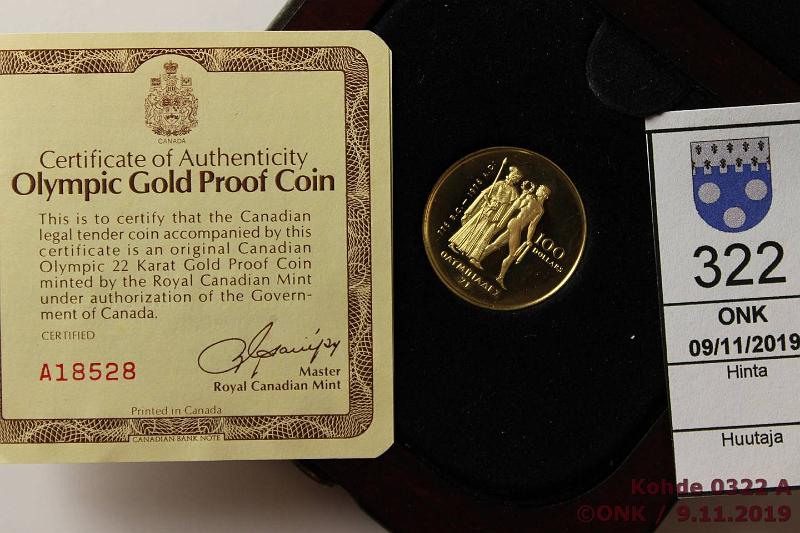 CANADA
Certificate of Authenticity
Olympic Gold Proof Coin
This is to certify that the Canadian
legal tender coin accompanied by this
certificate is an original Canadian
Olympic 22 Karat Gold Proof Coin
minted by the Royal Canadian Mint
under authorization of the Govern-
ment of Canada.
CERTIFIED
A18528
Master
Royal Canadian Mint
Printed in Canada
CANADIAN BANK NOTE
100
DOLLARS
322
ONK
09/11/2019
Hinta
Huutaja
Kohde 0322 A
©ONK / 9.11.2019